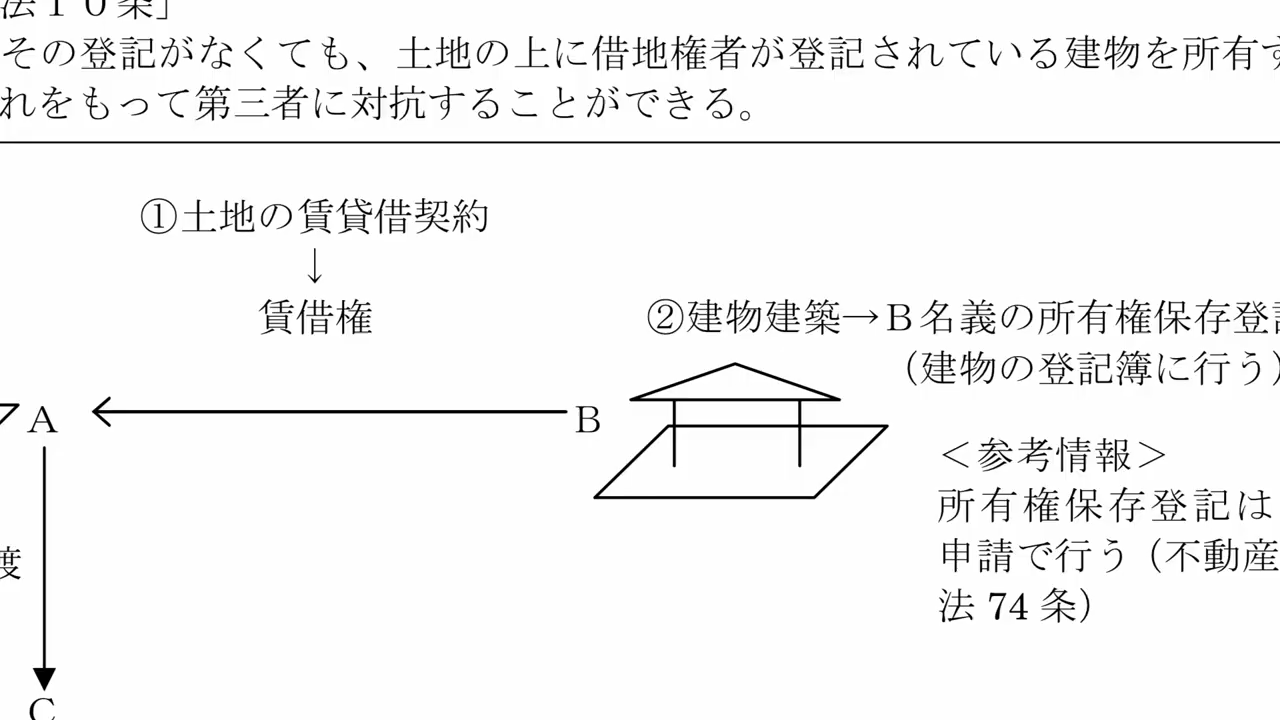 法１０条」
その登記がなくても、土地の上に借地権者が登記されている建物を所有す
れをもって第三者に対抗することができる。
①土地の賃貸借契約
↓
賃借権
②建物建築→Ｂ名義の所有権保存登記
（建物の登記簿に行う）
A
B
＜参考情報＞
所有権保存登記は
申請で行う（不動産
法 74 条）
渡
C